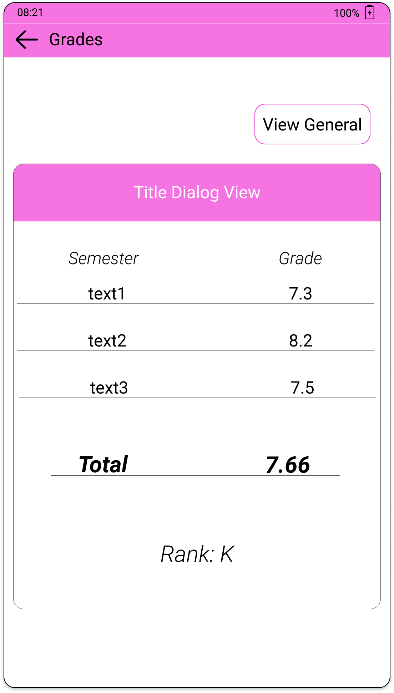 08:21 100%
Grades
View General
Title Dialog View
Semester Grade
text1 7.3
text2 8.2
text3 7.5
Total 7.66
Rank: K